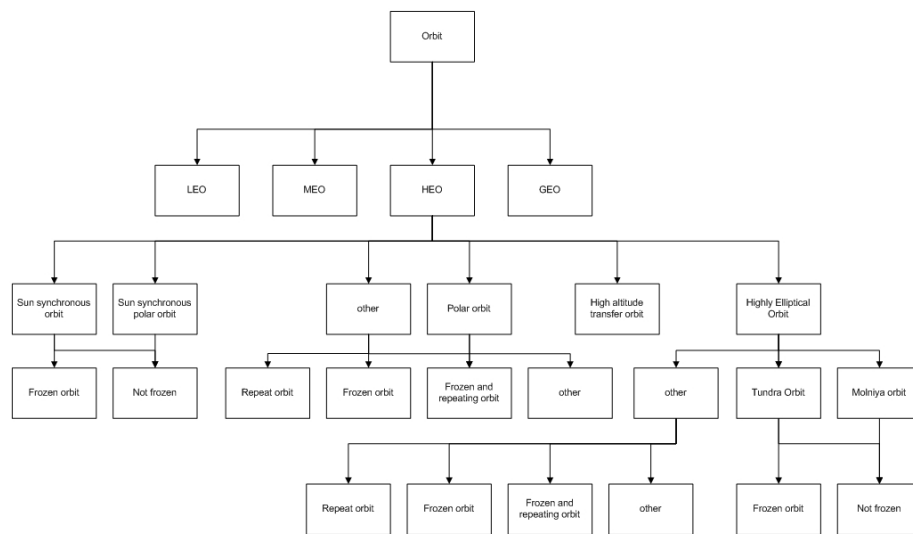 Orbit
LEO
MEO
HEO
GEO
Sun synchronous
orbit
Sun synchronous
polar orbit
other
Polar orbit
High altitude
transfer orbit
Highly Elliptical
Orbit
Frozen orbit
Not frozen
Repeat orbit
Frozen orbit
Frozen and
repeating orbit
other
other
Tundra Orbit
Molniya orbit
Repeat orbit
Frozen orbit
Frozen and
repeating orbit
other
Frozen orbit
Not frozen